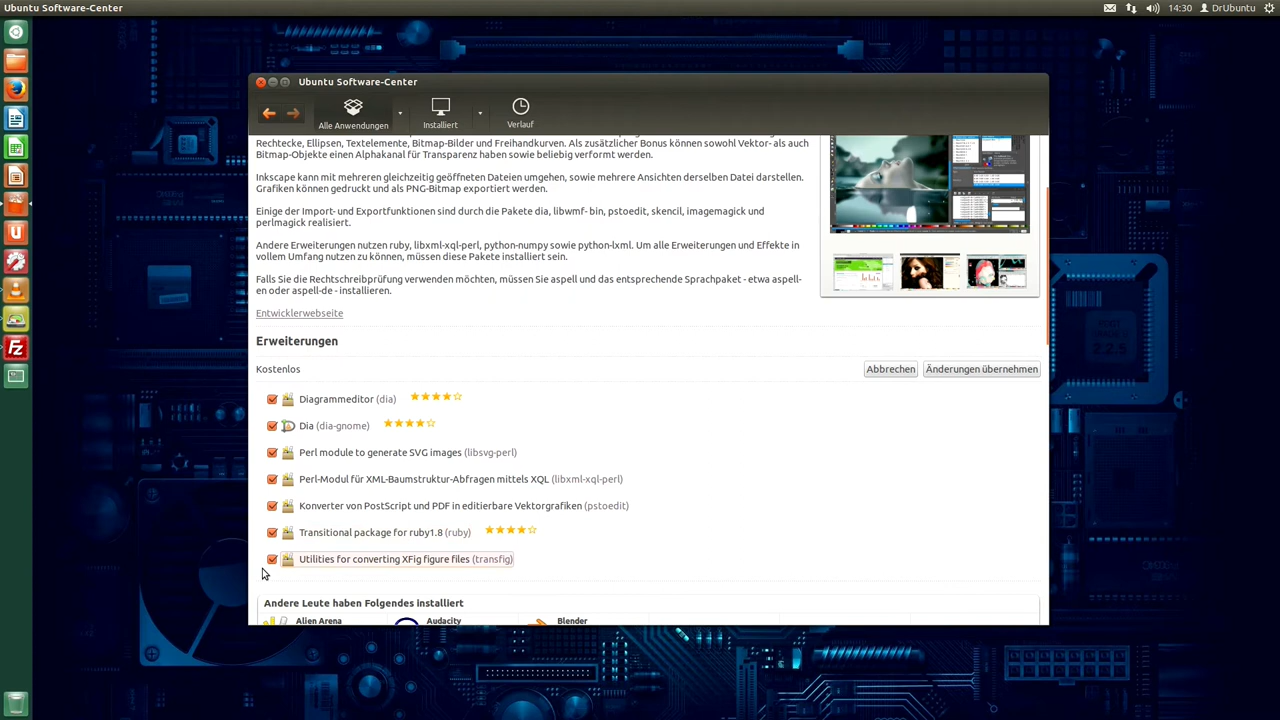 Ubuntu Software-Center
14:30
DrUbuntu
Ubuntu Software-Center
Alle Anwendungen
Installiert
Verlauf
Rechtecke, Ellipsen, Textelemente, Bitmap-Bilder und Freihandkurven. Als zusätzlicher Bonus können sowohl Vektor- als auch
Bitmap-Objekte einen Alphakanal für Transparenz haben sowie beliebig verformt werden.
Inkscape kann mit mehreren gleichzeitig geöffneten Dateien umgehen, sowie mehrere Ansichten derselben Datei darstellen.
Grafiken können gedruckt und als PNG-Bitmap exportiert werden.
Einige der Import- und Exportfunktionen sind durch die Pakete dia, libwmf- bin, pstoedit, skencil, imagemagick und
perlmagick realisiert.
Andere Erweiterungen nutzen ruby, libxml-xql-perl, python-numpy sowie python-lxml. Um alle Erweiterungen und Effekte in
vollem Umfang nutzen zu können, müssen diese Pakete installiert sein.
Falls Sie die Rechtschreibprüfung verwenden möchten, müssen Sie aspell und das entsprechende Sprachpaket - etwa aspell-
en oder aspell-de - installieren.
Entwicklerwebseite
Erweiterungen
Kostenlos
Abbrechen
Änderungen übernehmen
Diagrammeditor (dia)
Dia (dia-gnome)
Perl module to generate SVG images (libsvg-perl)
Perl-Modul für XML-Baumstruktur-Abfragen mittels XQL (libxml-xql-perl)
Konverter von PostScript und PDF in editierbare Vektorgrafiken (pstoedit)
Transitional package for ruby1.8 (ruby)
Utilities for converting XFig figure files (transfig)
Andere Leute haben Folgendes installiert
Alien Arena
Audacity
Blender